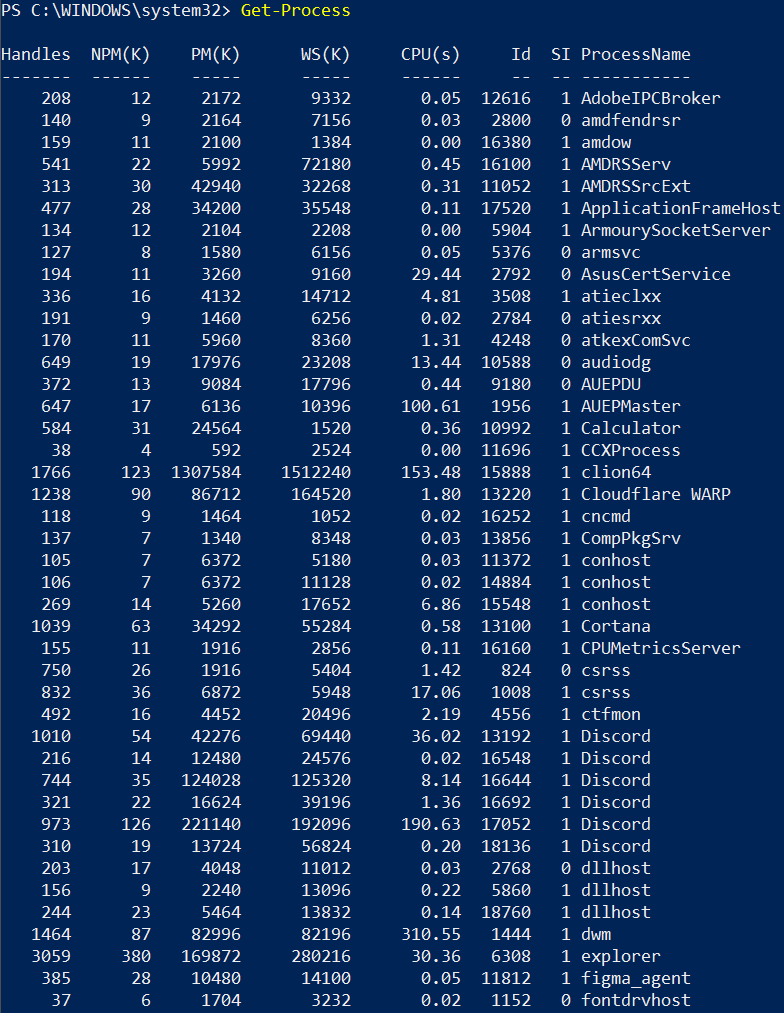 PS C:\WINDOWS\system32> Get-Process
Handles  NPM(K)    PM(K)      WS(K)     CPU(s)     Id  SI ProcessName
-------  ------    -----      -----     ------     --  -- -----------
    208      12     2172       9332       0.05  12616   1 AdobeIPCBroker
    140       9     2164       7156       0.03   2800   0 amdfendrsr
    159      11     2100       1384       0.00  16380   1 amdow
    541      22     5992      72180       0.45  16100   1 AMDRSServ
    313      30    42940      32268       0.31  11052   1 AMDRSSrcExt
    477      28    34200      35548       0.11  17520   1 ApplicationFrameHost
    134      12     2104       2208       0.00   5904   1 ArmourySocketServer
    127       8     1580       6156       0.05   5376   0 armsvc
    194      11     3260       9160      29.44   2792   0 AsusCertService
    336      16     4132      14712       4.81   3508   1 atieclxx
    191       9     1460       6256       0.02   2784   0 atiesrxx
    170      11     5960       8360       1.31   4248   0 atkexComSvc
    649      19    17976      23208      13.44  10588   0 audiodg
    372      13     9084      17796       0.44   9180   0 AUEPDU
    647      17     6136      10396     100.61   1956   1 AUEPMaster
    584      31    24564       1520       0.36  10992   1 Calculator
     38       4      592       2524       0.00  11696   1 CCXProcess
   1766     123  1307584    1512240     153.48  15888   1 clion64
   1238      90    86712     164520       1.80  13220   1 Cloudflare WARP
    118       9     1464       1052       0.02  16252   1 cncmd
    137       7     1340       8348       0.03  13856   1 CompPkgSrv
    105       7     6372       5180       0.03  11372   1 conhost
    106       7     6372      11128       0.02  14884   1 conhost
    269      14     5260      17652       6.86  15548   1 conhost
   1039      63    34292      55284       0.58  13100   1 Cortana
    155      11     1916       2856       0.11  16160   1 CPUMetricsServer
    750      26     1916       5404       1.42    824   0 csrss
    832      36     6872       5948      17.06   1008   1 csrss
    492      16     4452      20496       2.19   4556   1 ctfmon
   1010      54    42276      69440      36.02  13192   1 Discord
    216      14    12480      24576       0.02  16548   1 Discord
    744      35   124028     125320       8.14  16644   1 Discord
    321      22    16624      39196       1.36  16692   1 Discord
    973     126   221140     192096     190.63  17052   1 Discord
    310      19    13724      56824       0.20  18136   1 Discord
    203      17     4048      11012       0.03   2768   0 dllhost
    156       9     2240      13096       0.22   5860   1 dllhost
    244      23     5464      13832       0.14  18760   1 dllhost
   1464      87    82996      82196     310.55   1444   1 dwm
   3059     380   169872     280216      30.36   6308   1 explorer
    385      28    10480      14100       0.05  11812   1 figma_agent
     37       6     1704       3232       0.02   1152   0 fontdrvhost